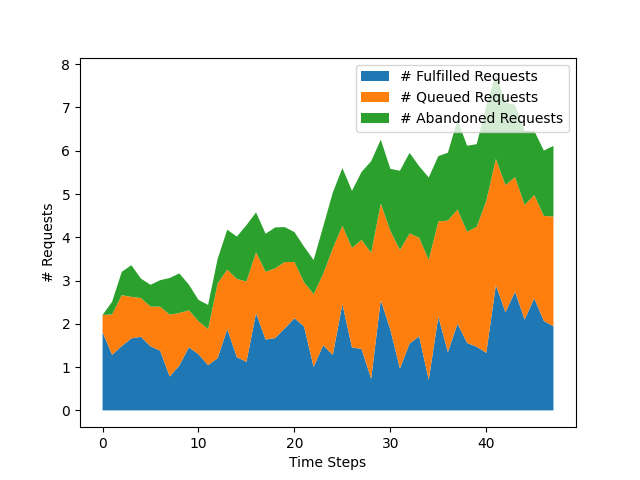 8
7
6
5
4
3
2
1
0
# Requests
# Fulfilled Requests
# Queued Requests
# Abandoned Requests
0 10 20 30 40
Time Steps